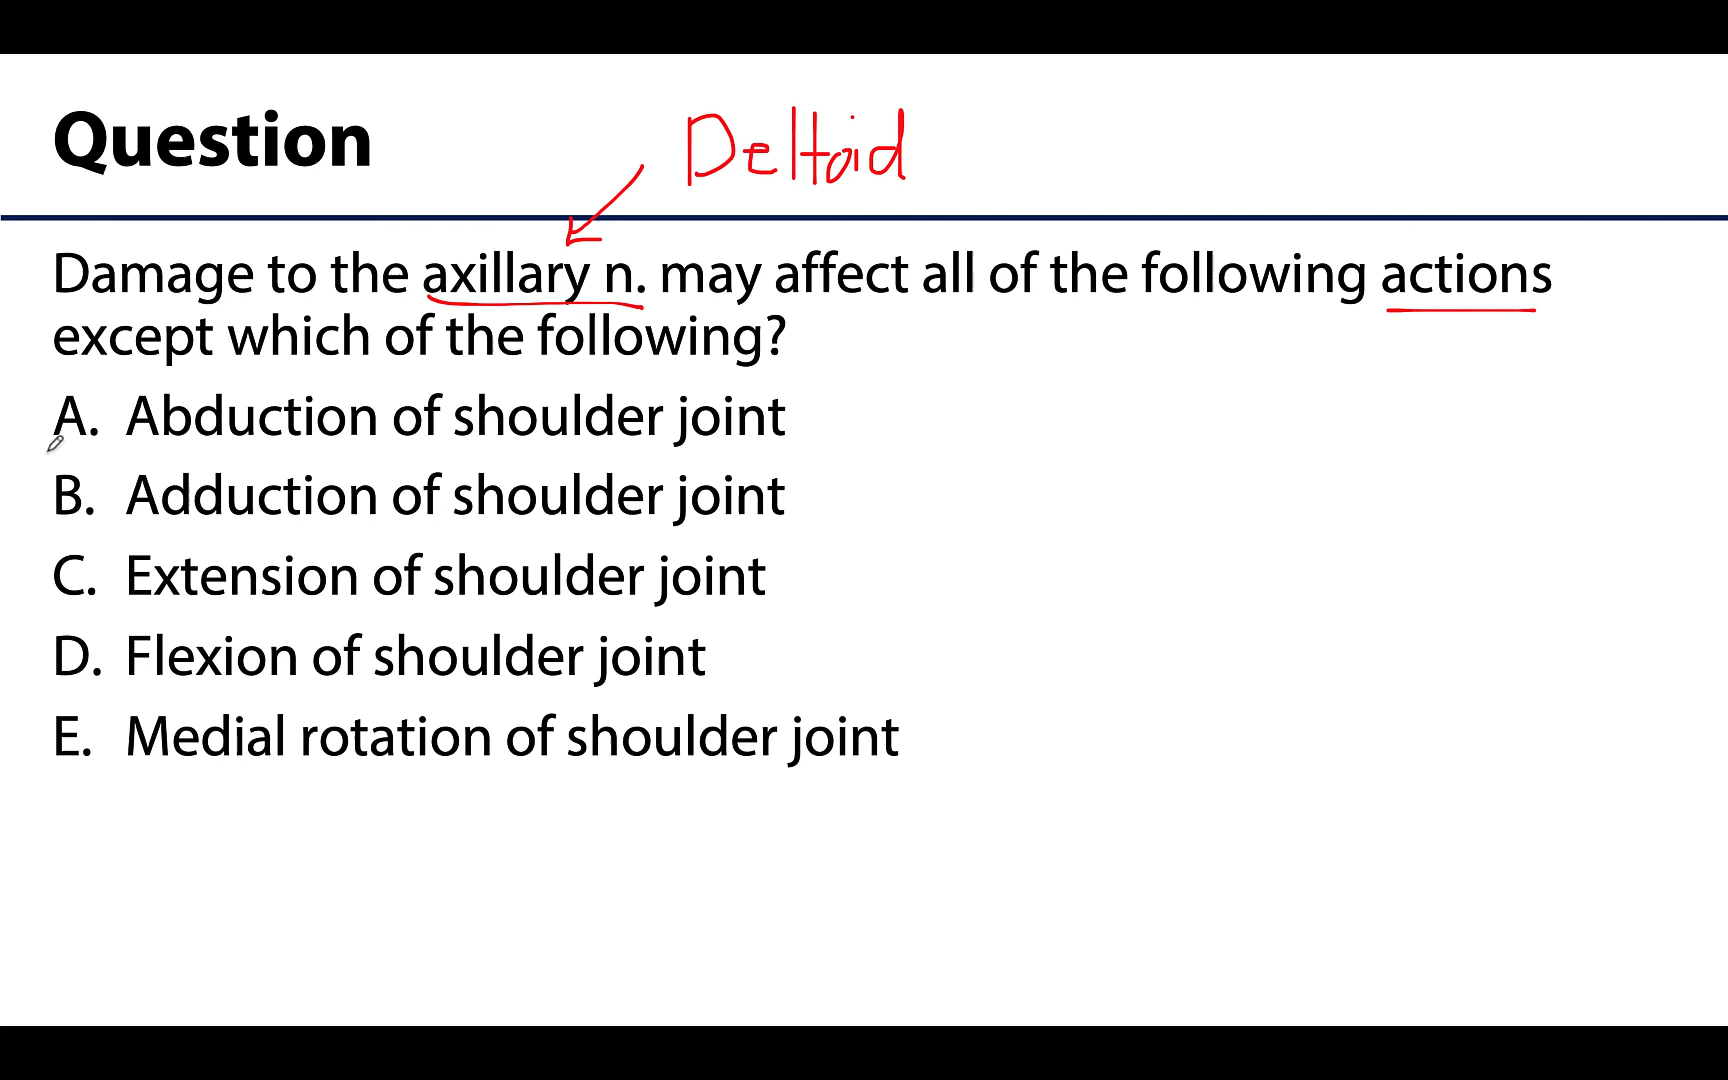 Question
Deltoid
Damage to the axillary n. may affect all of the following actions
except which of the following?
A. Abduction of shoulder joint
B. Adduction of shoulder joint
C. Extension of shoulder joint
D. Flexion of shoulder joint
E. Medial rotation of shoulder joint